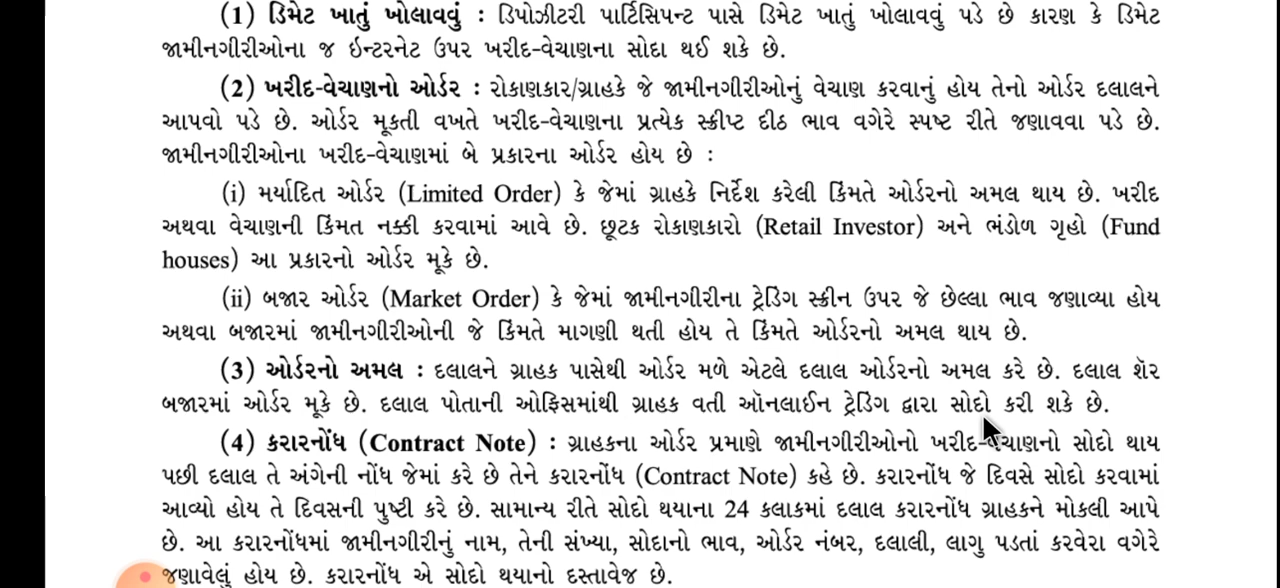 (1) ડિમેટ ખાતું ખોલાવવું : ડિપોઝીટરી પાર્ટિસિપન્ટ પાસે ડિમેટ ખાતું ખોલાવવું પડે છે કારણ કે ડિમેટ
જામીનગીરીઓના જ ઇન્ટરનેટ ઉપર ખરીદ-વેચાણના સોદા થઈ શકે છે.
(2) ખરીદ-વેચાણનો ઓર્ડર : રોકાણકાર/ગ્રાહકે જે જામીનગીરીઓનું વેચાણ કરવાનું હોય તેનો ઓર્ડર દલાલને
આપવો પડે છે. ઓર્ડર મૂકતી વખતે ખરીદ-વેચાણના પ્રત્યેક સ્ક્રીપ્ટ દીઠ ભાવ વગેરે સ્પષ્ટ રીતે જણાવવા પડે છે.
જામીનગીરીઓના ખરીદ-વેચાણમાં બે પ્રકારના ઓર્ડર હોય છે :
(i) મર્યાદિત ઓર્ડર (Limited Order) કે જેમાં ગ્રાહકે નિર્દેશ કરેલી કિંમતે ઓર્ડરનો અમલ થાય છે. ખરીદ
અથવા વેચાણની કિંમત નક્કી કરવામાં આવે છે. છૂટક રોકાણકારો (Retail Investor) અને ભંડોળ ગૃહો (Fund
houses) આ પ્રકારનો ઓર્ડર મૂકે છે.
(ii) બજાર ઓર્ડર (Market Order) કે જેમાં જામીનગીરીના ટ્રેડિંગ સ્ક્રીન ઉપર જે છેલ્લા ભાવ જણાવ્યા હોય
અથવા બજારમાં જામીનગીરીઓની જે કિંમતે માગણી થતી હોય તે કિંમતે ઓર્ડરનો અમલ થાય છે.
(3) ઓર્ડરનો અમલ : દલાલને ગ્રાહક પાસેથી ઓર્ડર મળે એટલે દલાલ ઓર્ડરનો અમલ કરે છે. દલાલ શૅર
બજારમાં ઓર્ડર મૂકે છે. દલાલ પોતાની ઓફિસમાંથી ગ્રાહક વતી ઑનલાઈન ટ્રેડિંગ દ્વારા સોદો કરી શકે છે.
(4) કરારનોંધ (Contract Note) : ગ્રાહકના ઓર્ડર પ્રમાણે જામીનગીરીઓનો ખરીદ-વેચાણનો સોદો થાય
પછી દલાલ તે અંગેની નોંધ જેમાં કરે છે તેને કરારનોંધ (Contract Note) કહે છે. કરારનોંધ જે દિવસે સોદો કરવામાં
આવ્યો હોય તે દિવસની પુષ્ટી કરે છે. સામાન્ય રીતે સોદો થયાના 24 કલાકમાં દલાલ કરારનોંધ ગ્રાહકને મોકલી આપે
છે. આ કરારનોંધમાં જામીનગીરીનું નામ, તેની સંખ્યા, સોદાનો ભાવ, ઓર્ડર નંબર, દલાલી, લાગુ પડતાં કરવેરા વગેરે
જણાવેલું હોય છે. કરારનોંધ એ સોદો થયાનો દસ્તાવેજ છે.